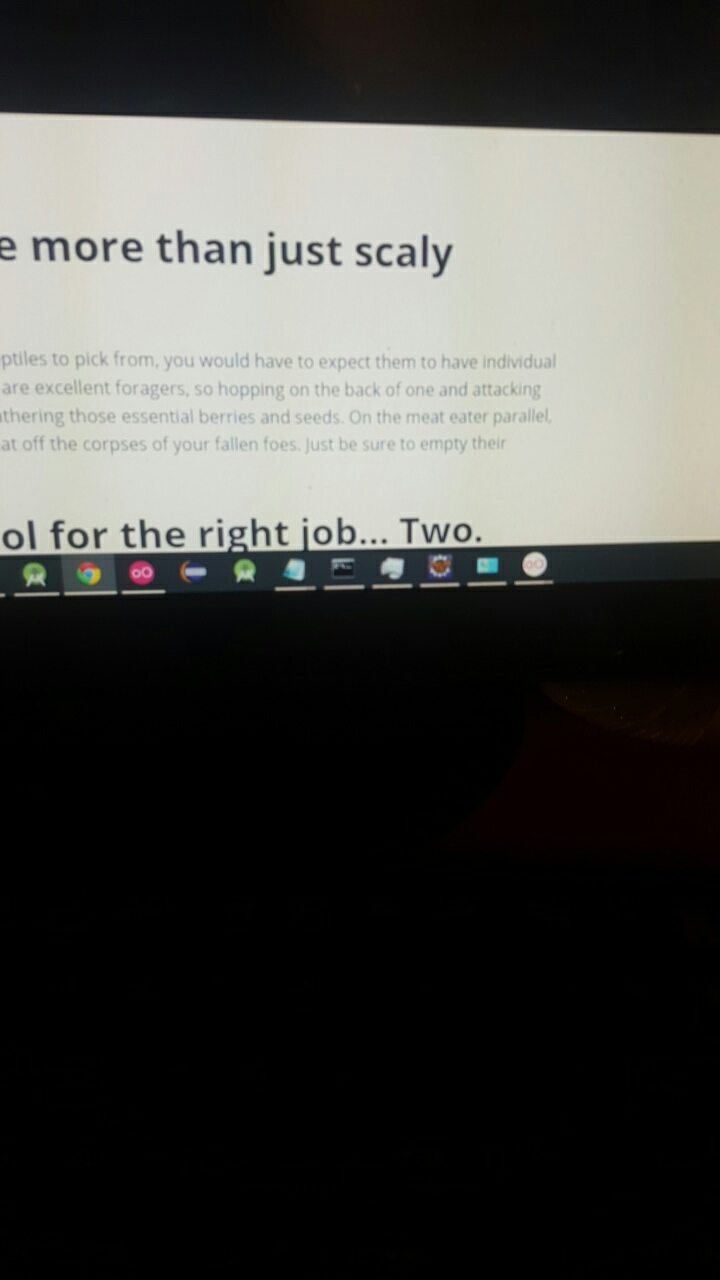 e more than just scaly
ptiles to pick from, you would have to expect them to have individual
are excellent foragers, so hopping on the back of one and attacking
thering those essential berries and seeds. On the meat eater parallel,
at off the corpses of your fallen foes. Just be sure to empty their
ol for the right job... Two.